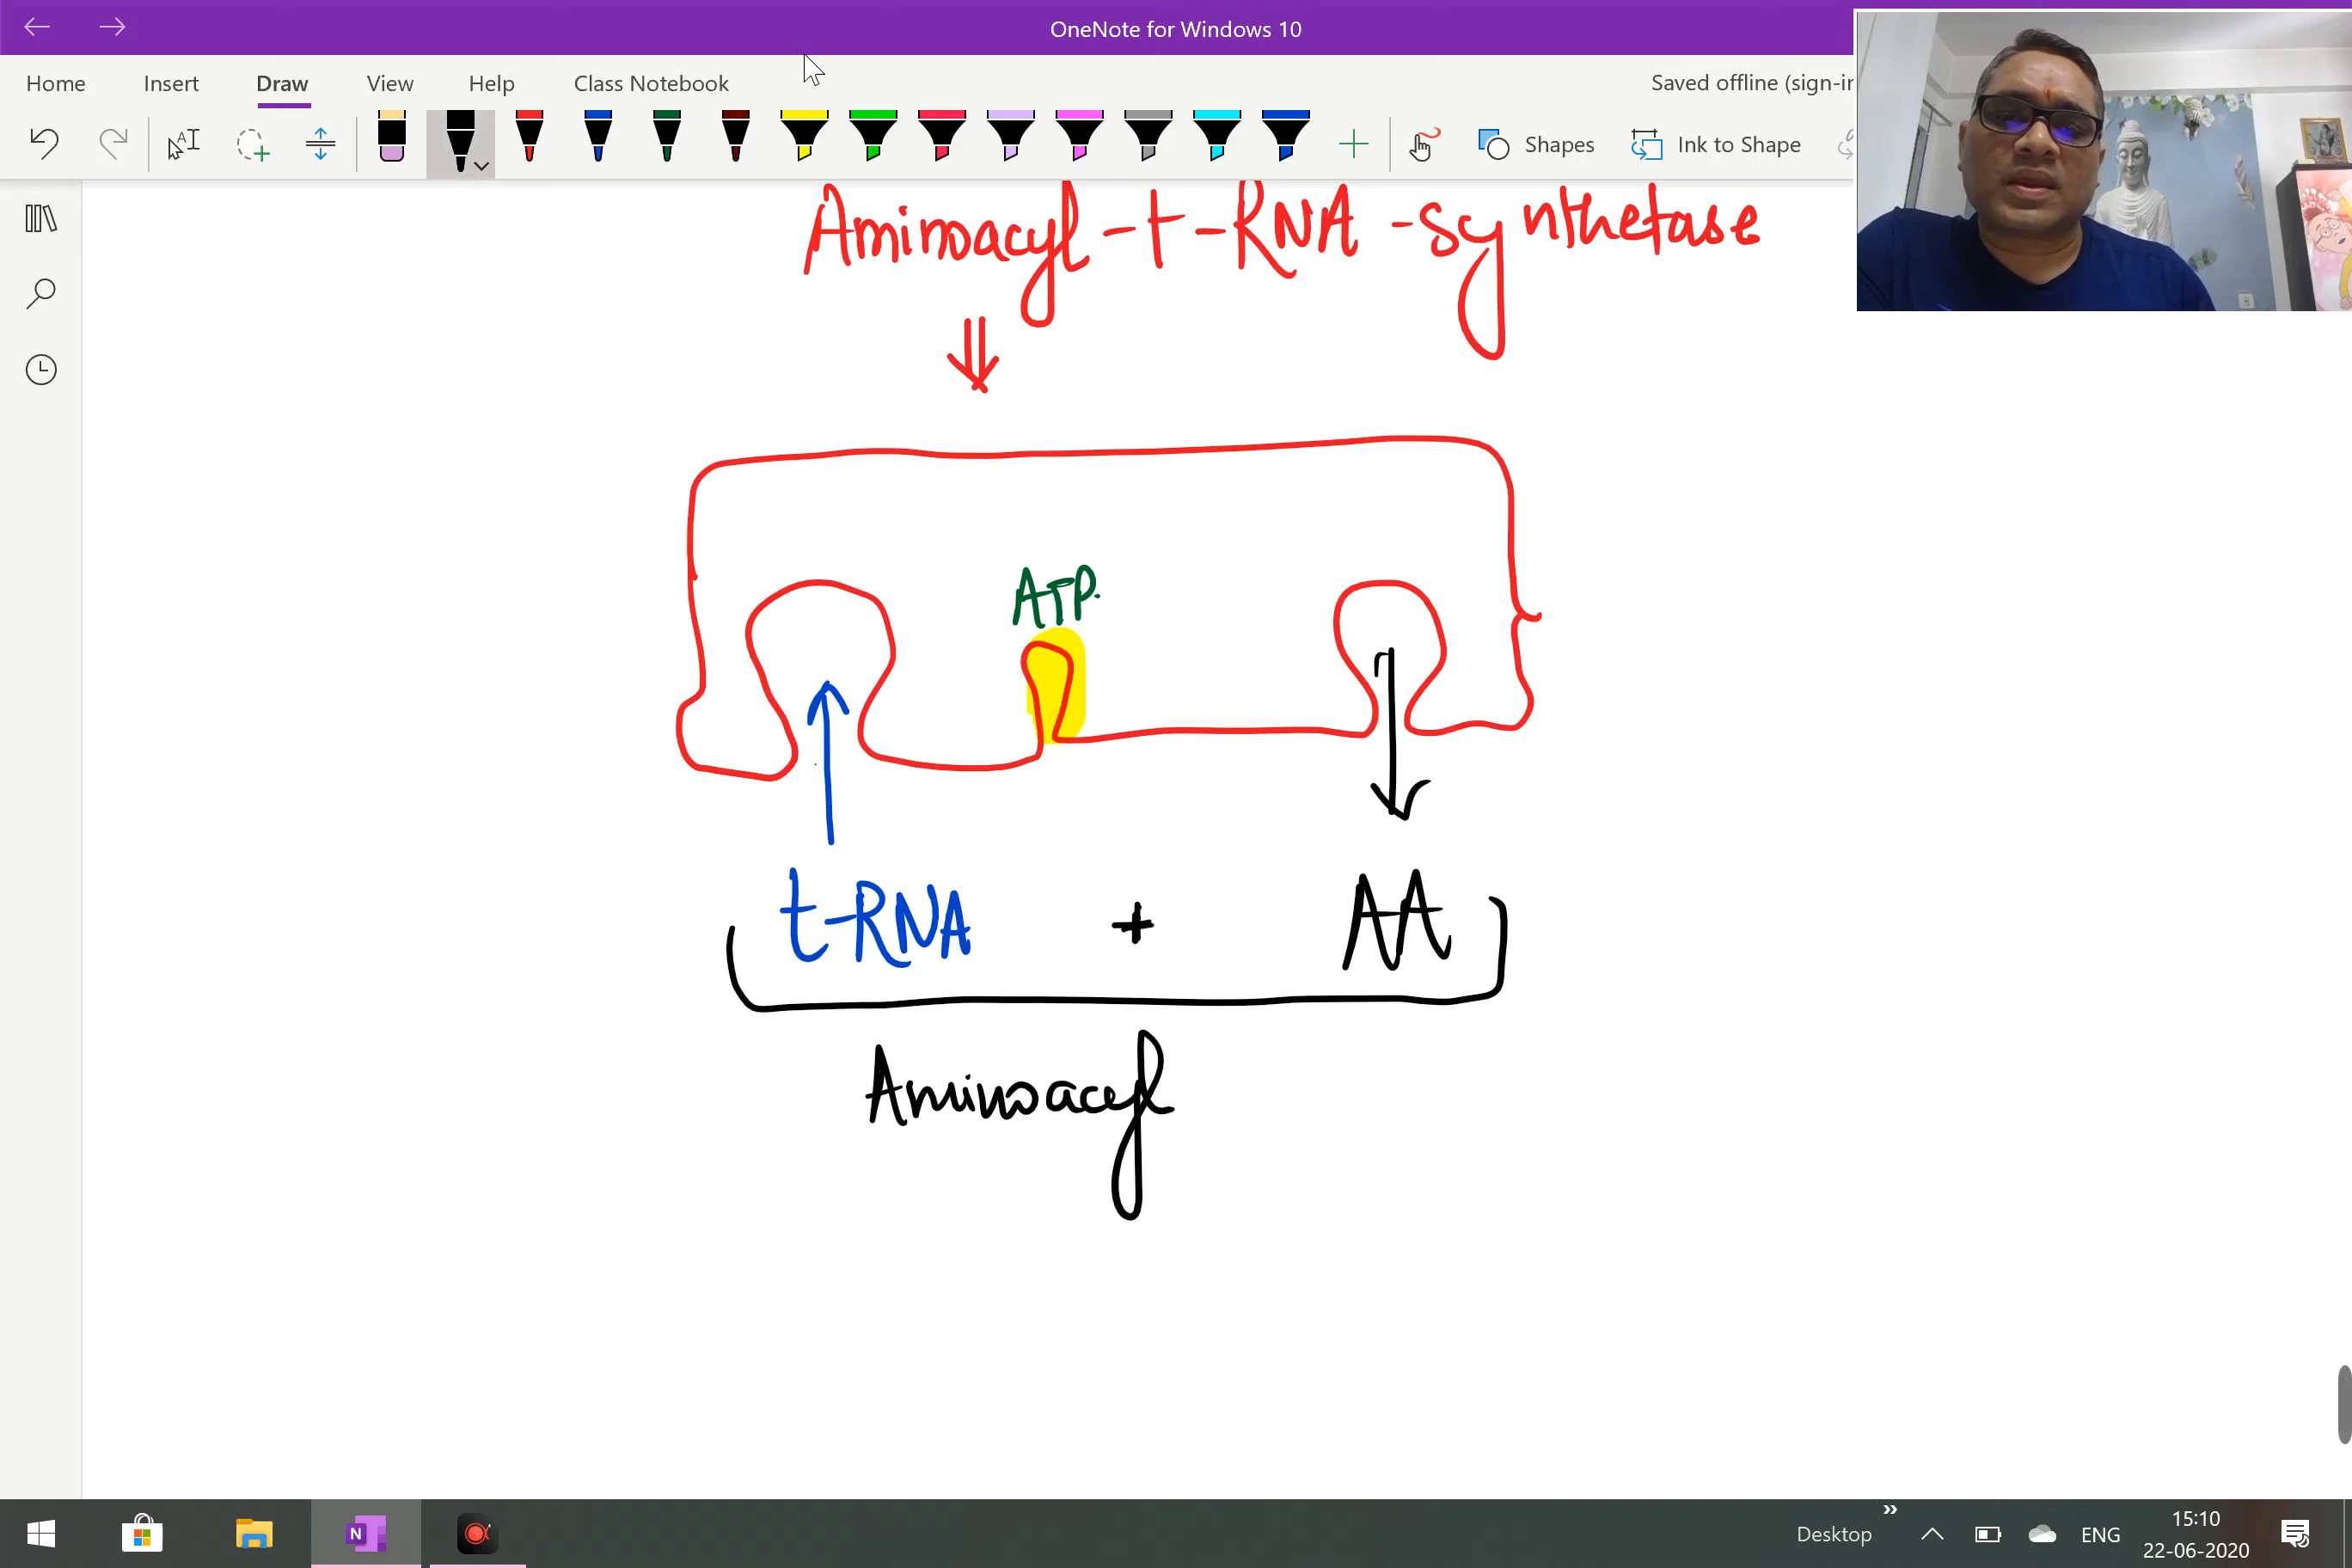 OneNote for Windows 10
Home Insert Draw View Help Class Notebook
Saved offline (sign-in
Shapes Ink to Shape
Aminoacyl-t-RNA-synthetase
ATP.
t-RNA + AA
Aminoacyl
Desktop ENG 15:10
22-06-2020